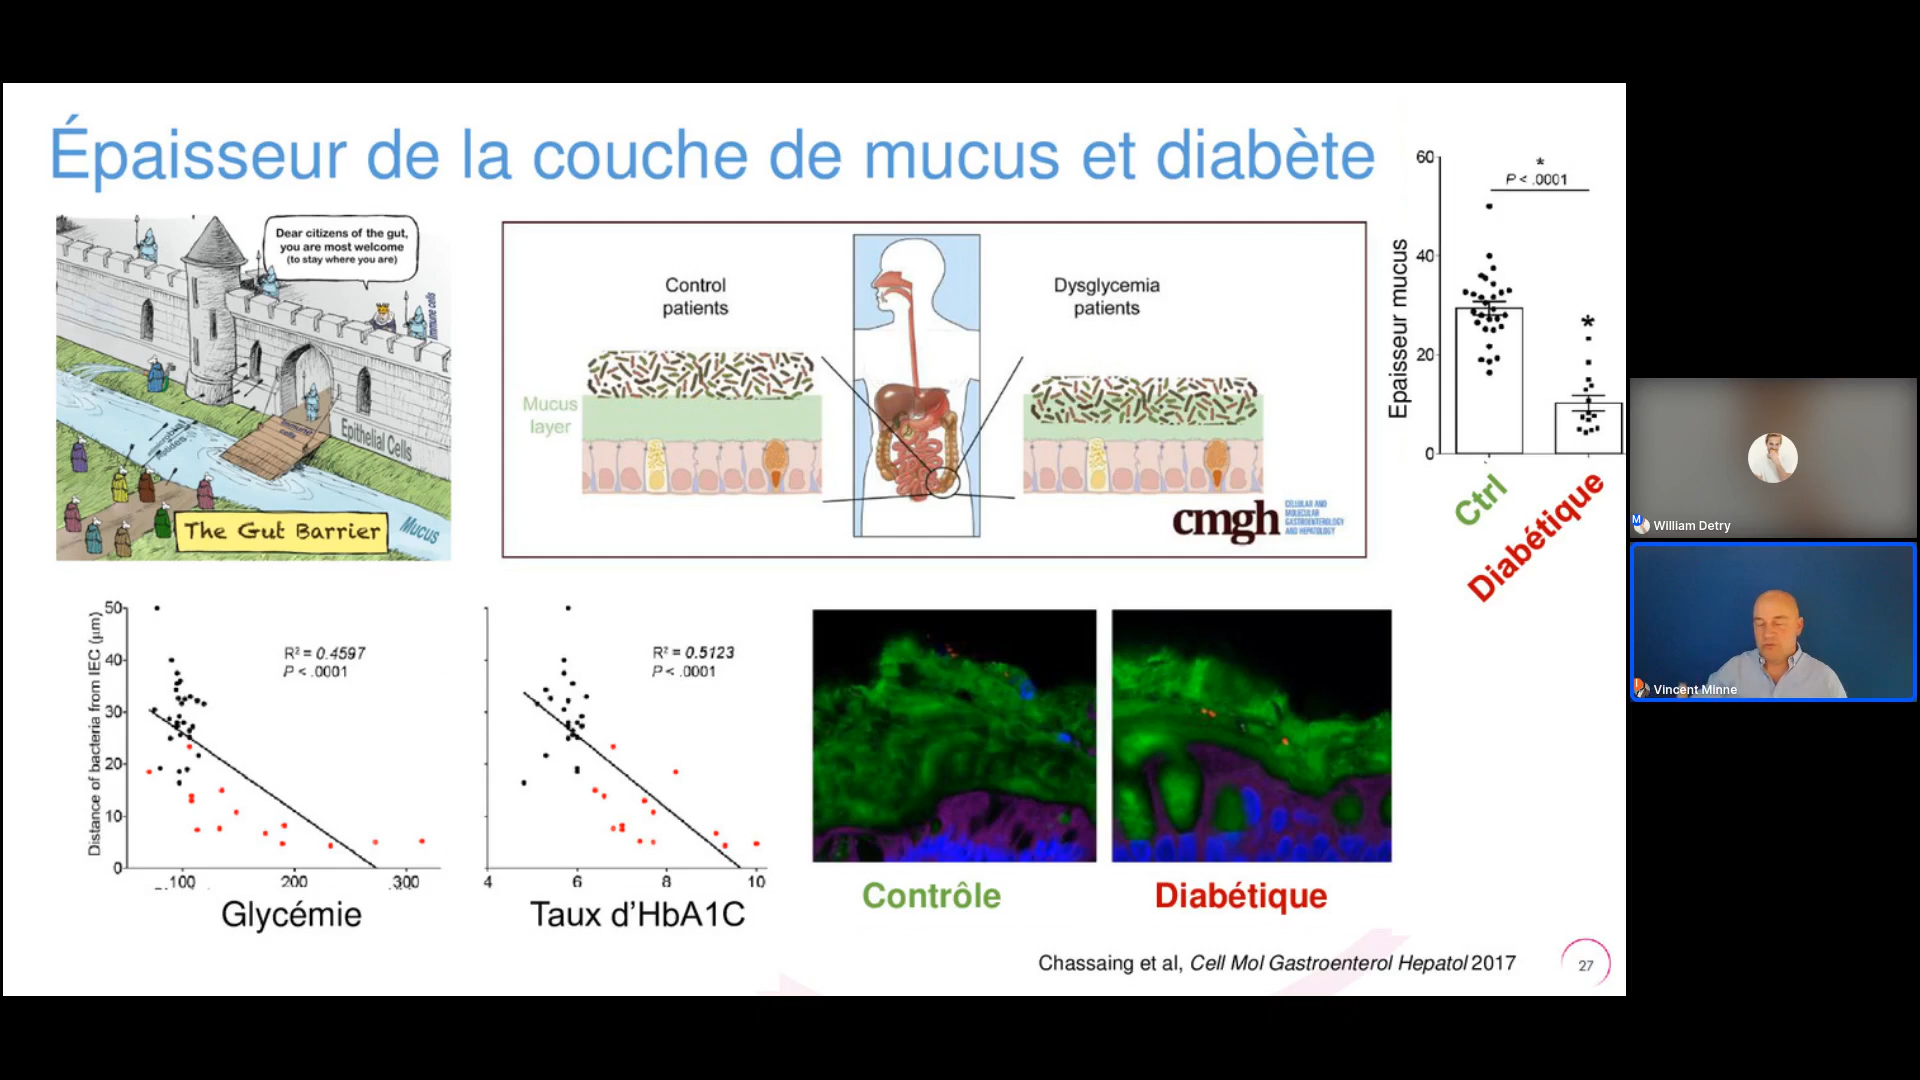 Épaisseur de la couche de mucus et diabète
Dear citizens of the gut,
you are most welcome
(to stay where you are)
Immune cells
Epithelial Cells
The Gut Barrier
Mucus
Control
patients
Dysglycemia
patients
Mucus
layer
cmgh
CELLULAR AND
MOLECULAR
GASTROENTEROLOGY
AND HEPATOLOGY
60
40
20
0
Epaisseur mucus
*
P < .0001
*
Ctrl
Diabétique
Distance of bacteria from IEC (μm)
50
40
30
20
10
0
R² = 0.4597
P < .0001
100
200
300
Glycémie
R² = 0.5123
P < .0001
4
6
8
10
Taux d'HbA1C
Contrôle
Diabétique
Chassaing et al, Cell Mol Gastroenterol Hepatol 2017
27
William Detry
Vincent Minne